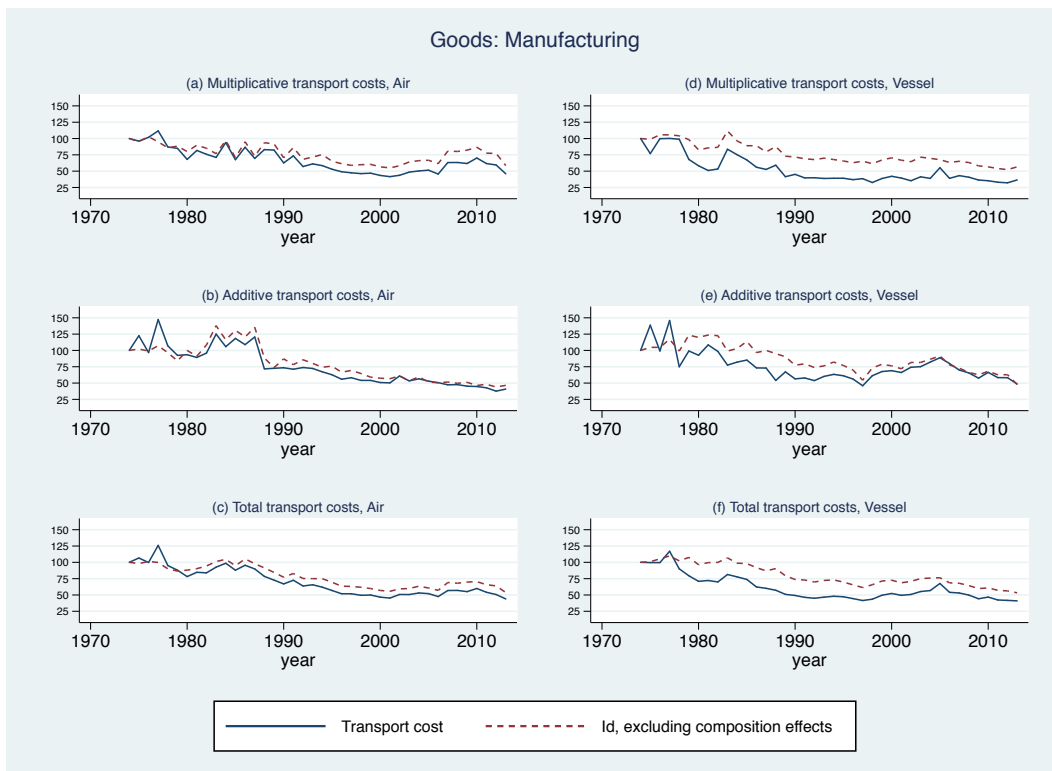 Goods: Manufacturing
(a) Multiplicative transport costs, Air
150
125
100
75
50
25
1970 1980 1990 2000 2010
year
(d) Multiplicative transport costs, Vessel
150
125
100
75
50
25
1970 1980 1990 2000 2010
year
(b) Additive transport costs, Air
150
125
100
75
50
25
1970 1980 1990 2000 2010
year
(e) Additive transport costs, Vessel
150
125
100
75
50
25
1970 1980 1990 2000 2010
year
(c) Total transport costs, Air
150
125
100
75
50
25
1970 1980 1990 2000 2010
year
(f) Total transport costs, Vessel
150
125
100
75
50
25
1970 1980 1990 2000 2010
year
Transport cost Id, excluding composition effects